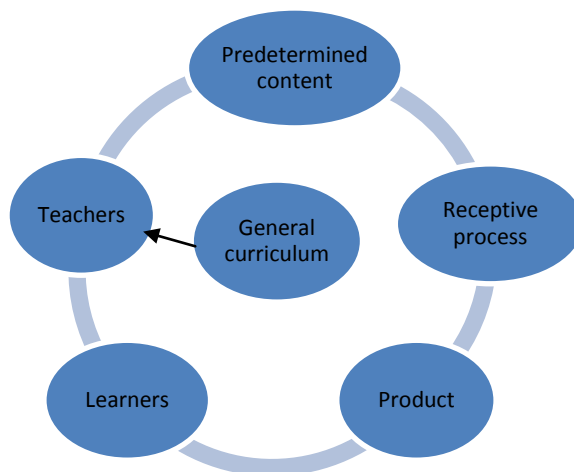 Predetermined
content
Teachers
General
curriculum
Receptive
process
Learners
Product